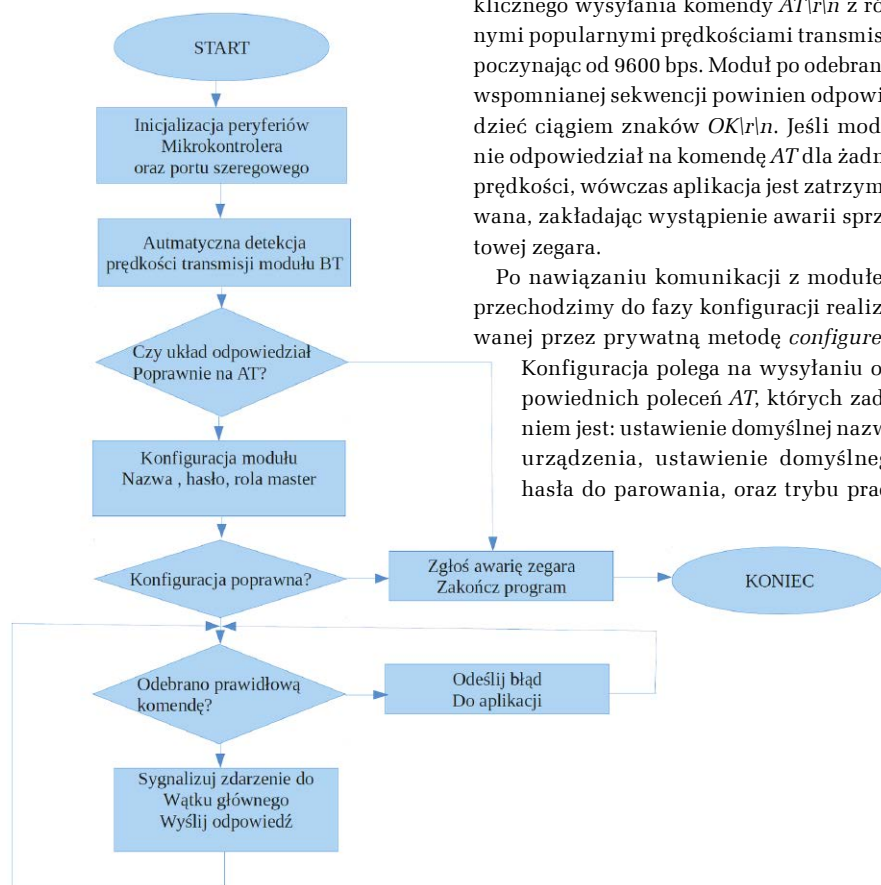 START
Inicjalizacja peryferiów
Mikrokontrolera
oraz portu szeregowego
Autmatyczna detekcja
prędkości transmisji modułu BT
Czy układ odpowiedział
Poprawnie na AT?
Konfiguracja modułu
Nazwa , hasło, rola master
Konfiguracja poprawna?
Zgłoś awarię zegara
Zakończ program
KONIEC
Odebrano prawidłową
komendę?
Odeślij błąd
Do aplikacji
Sygnalizuj zdarzenie do
Wątku głównego
Wyślij odpowiedź
klicznego wysyłania komendy AT\r\n z ró
nymi popularnymi prędkościami transmis
poczynając od 9600 bps. Moduł po odebran
wspomnianej sekwencji powinien odpowi
dzieć ciągiem znaków OK\r\n. Jeśli mod
nie odpowiedział na komendę AT dla żadn
prędkości, wówczas aplikacja jest zatrzym
wana, zakładając wystąpienie awarii sprz
towej zegara.
Po nawiązaniu komunikacji z modułe
przechodzimy do fazy konfiguracji realiz
wanej przez prywatną metodę configure
Konfiguracja polega na wysyłaniu o
powiednich poleceń AT, których zad
niem jest: ustawienie domyślnej nazw
urządzenia, ustawienie domyślneg
hasła do parowania, oraz trybu prac